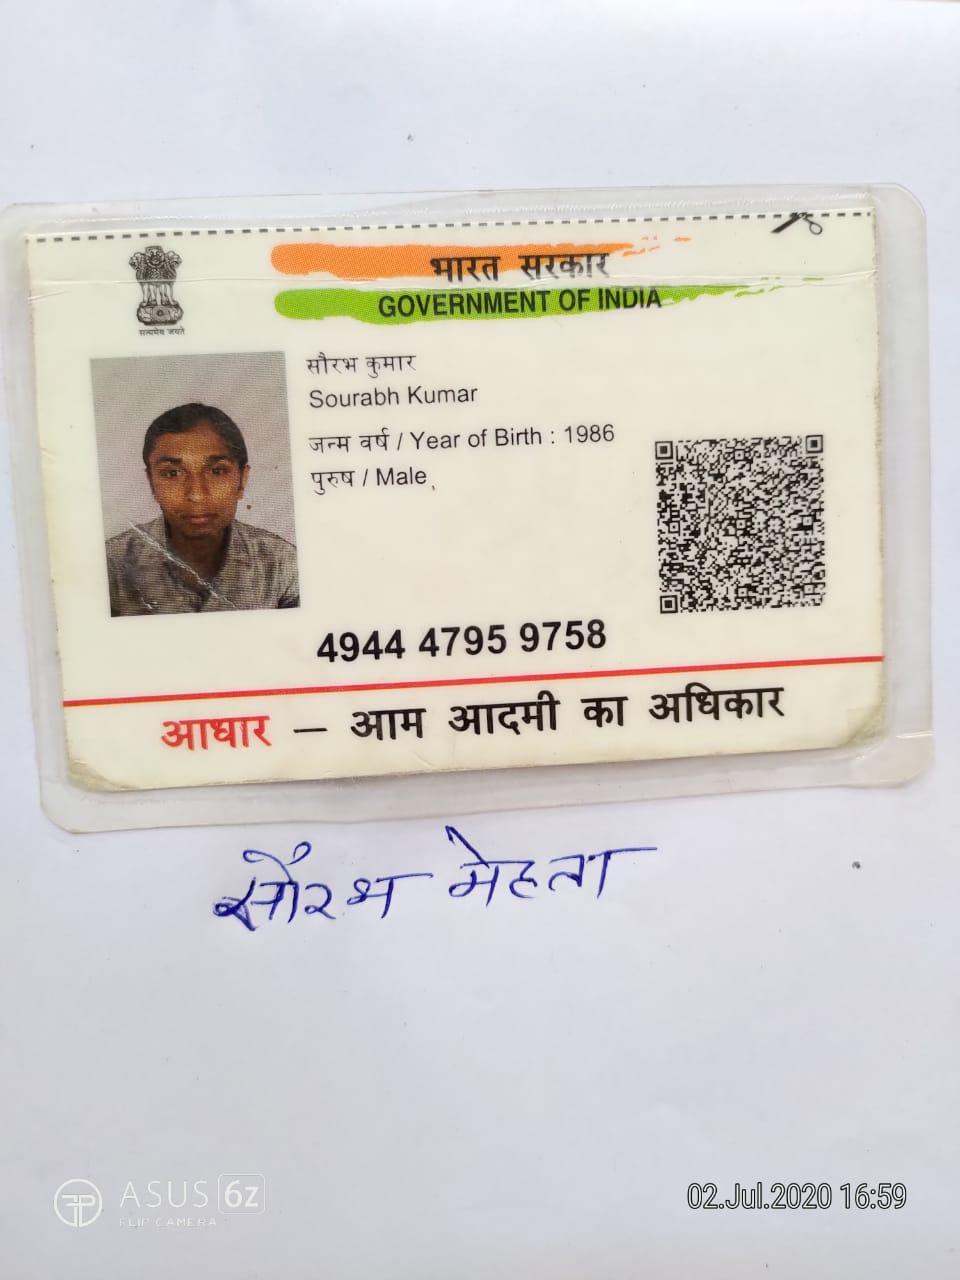 भारत सरकार
GOVERNMENT OF INDIA
सत्यमेव जयते
सौरभ कुमार
Sourabh Kumar
जन्म वर्ष / Year of Birth : 1986
पुरुष / Male
4944 4795 9758
आधार – आम आदमी का अधिकार
सौरभ मेहता
ASUS 6z
FLIP CAMERA
02.Jul.2020 16:59